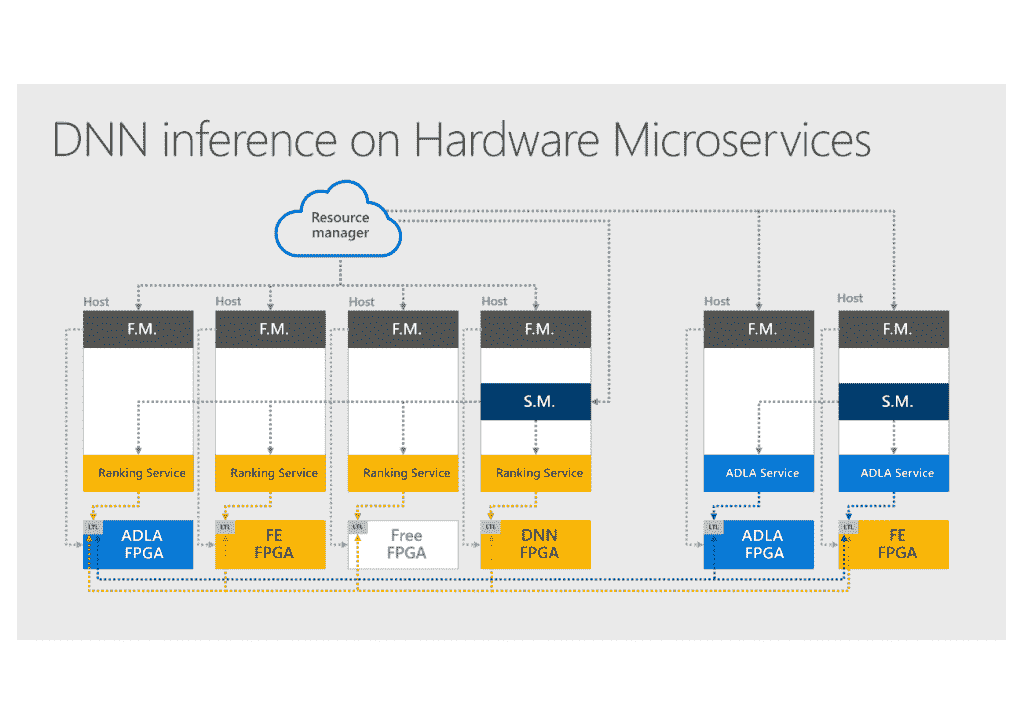 DNN inference on Hardware Microservices
Resource
manager
Host
Host
Host
Host
Host
Host
F.M.
F.M.
F.M.
F.M.
F.M.
F.M.
S.M.
S.M.
Ranking Service
Ranking Service
Ranking Service
Ranking Service
ADLA Service
ADLA Service
LTL
LTL
LTL
LTL
LTL
LTL
ADLA
FPGA
FE
FPGA
Free
FPGA
DNN
FPGA
ADLA
FPGA
FE
FPGA